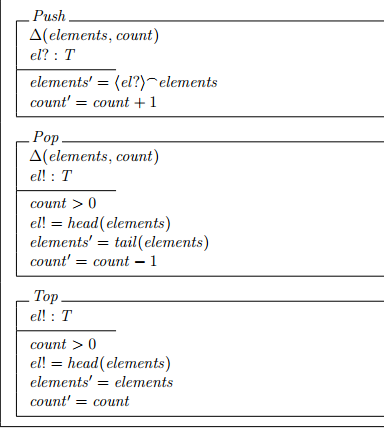 Push
Δ(elements, count)
el? : T
elements′ = ⟨el?⟩⌢elements
count′ = count + 1
Pop
Δ(elements, count)
el! : T
count > 0
el! = head(elements)
elements′ = tail(elements)
count′ = count − 1
Top
el! : T
count > 0
el! = head(elements)
elements′ = elements
count′ = count